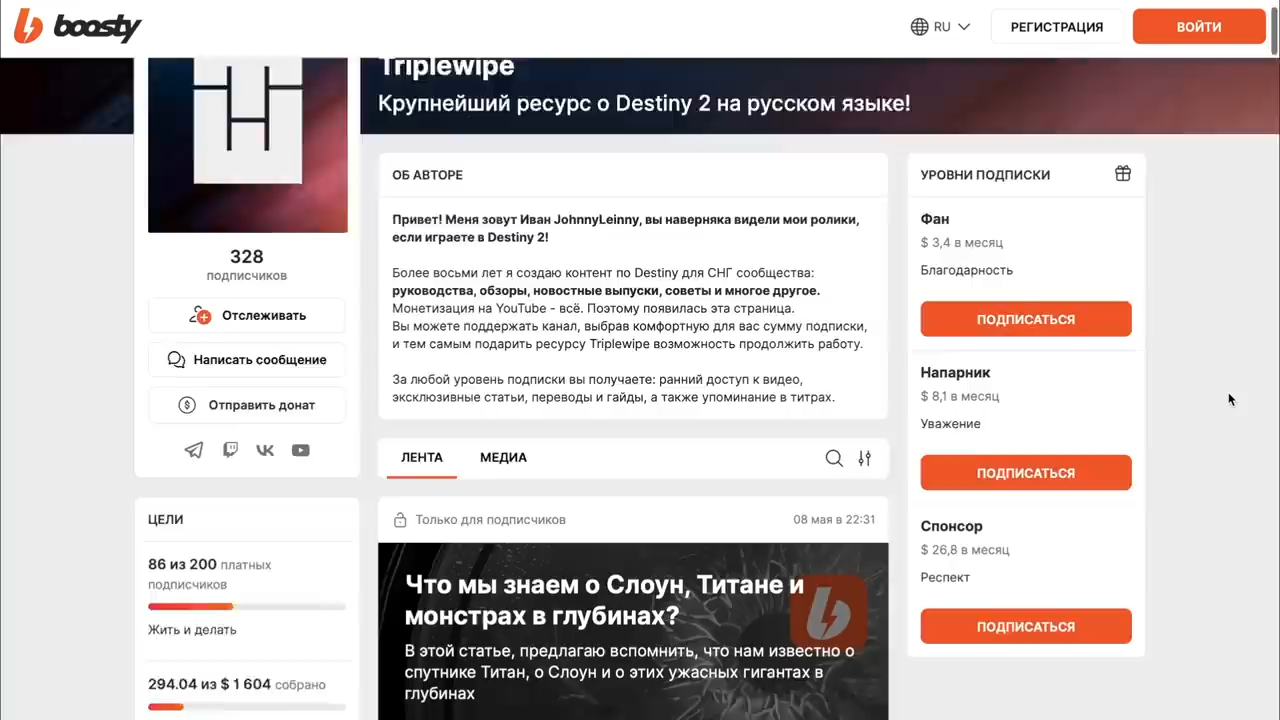 boosty
RU
РЕГИСТРАЦИЯ
ВОЙТИ
Triplewipe
Крупнейший ресурс о Destiny 2 на русском языке!
328
подписчиков
Отслеживать
Написать сообщение
Отправить донат
ЦЕЛИ
86 из 200 платных
подписчиков
Жить и делать
294.04 из $ 1 604 собрано
ОБ АВТОРЕ
Привет! Меня зовут Иван JohnnyLeinny, вы наверняка видели мои ролики,
если играете в Destiny 2!
Более восьми лет я создаю контент по Destiny для СНГ сообщества:
руководства, обзоры, новостные выпуски, советы и многое другое.
Монетизация на YouTube - всё. Поэтому появилась эта страница.
Вы можете поддержать канал, выбрав комфортную для вас сумму подписки,
и тем самым подарить ресурсу Triplewipe возможность продолжить работу.
За любой уровень подписки вы получаете: ранний доступ к видео,
эксклюзивные статьи, переводы и гайды, а также упоминание в титрах.
ЛЕНТА
МЕДИА
Только для подписчиков
08 мая в 22:31
Что мы знаем о Слоун, Титане и
монстрах в глубинах?
В этой статье, предлагаю вспомнить, что нам известно о
спутнике Титан, о Слоун и о этих ужасных гигантах в
глубинах
УРОВНИ ПОДПИСКИ
Фан
$ 3,4 в месяц
Благодарность
ПОДПИСАТЬСЯ
Напарник
$ 8,1 в месяц
Уважение
ПОДПИСАТЬСЯ
Спонсор
$ 26,8 в месяц
Респект
ПОДПИСАТЬСЯ